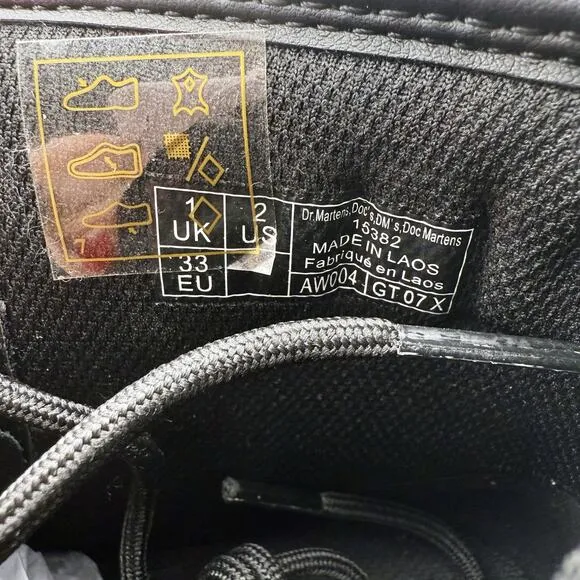 1
UK
2
US
33
EU
Dr.Martens,Doc's,DM's,Doc Martens
15382
MADE IN LAOS
Fabriqué en Laos
AW004
GT 07 X